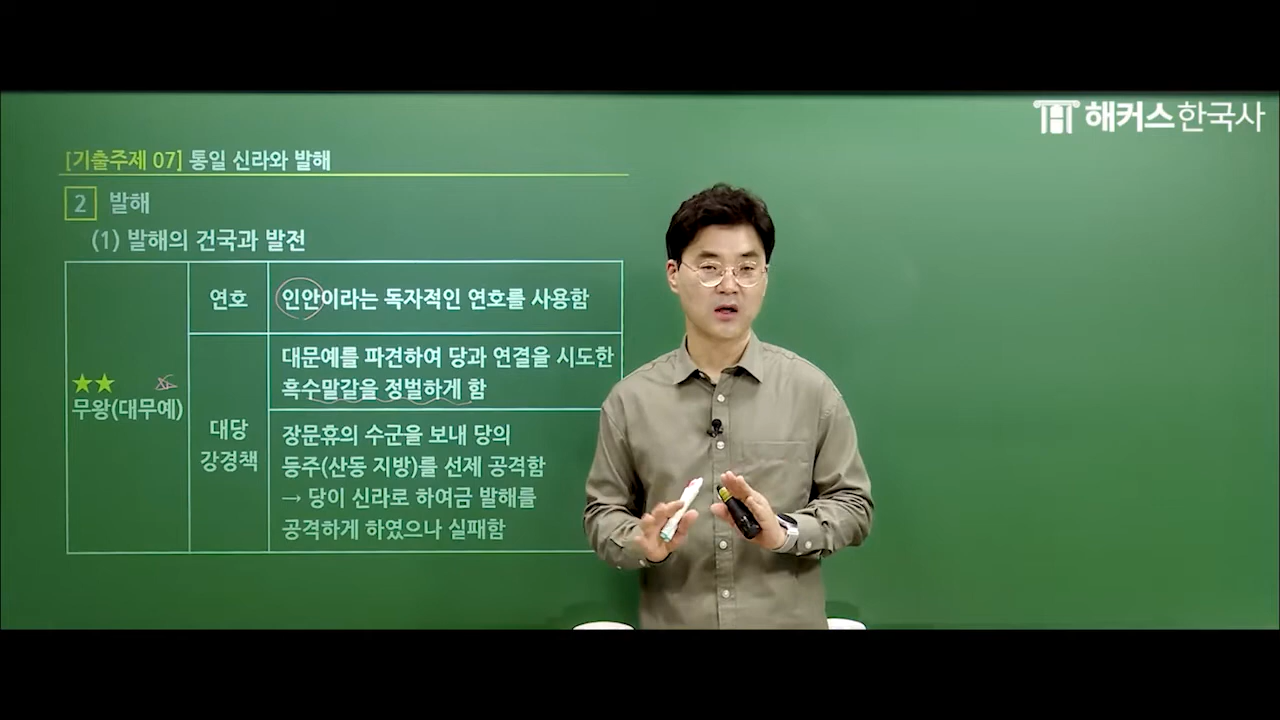 해커스한국사
[기출주제 07] 통일 신라와 발해
2 발해
(1) 발해의 건국과 발전
★★
무왕(대무예)
연호
인안이라는 독자적인 연호를 사용함
대당
강경책
대문예를 파견하여 당과 연결을 시도한
흑수말갈을 정벌하게 함
장문휴의 수군을 보내 당의
등주(산동 지방)를 선제 공격함
→ 당이 신라로 하여금 발해를
공격하게 하였으나 실패함